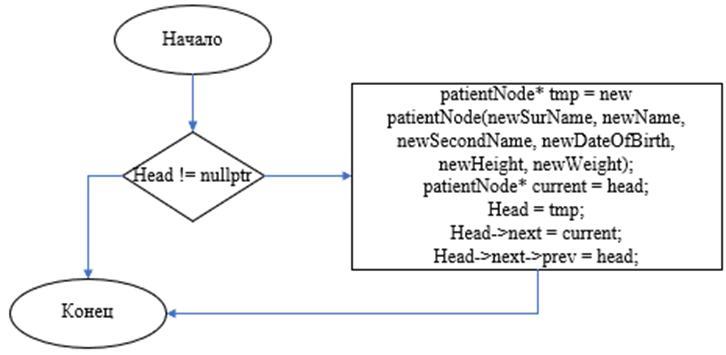 Начало
Head != nullptr
patientNode* tmp = new
patientNode(newSurName, newName,
newSecondName, newDateOfBirth,
newHeight, newWeight);
patientNode* current = head;
Head = tmp;
Head->next = current;
Head->next->prev = head;
Конец